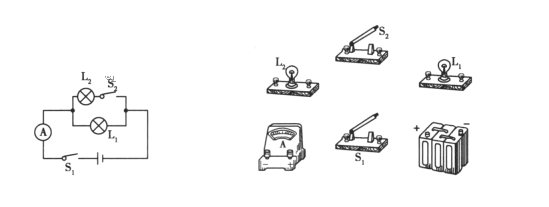 L₂
S₂
A
L₁
S₁
S₂
L₂
L₁
A
− +
S₁
+ −